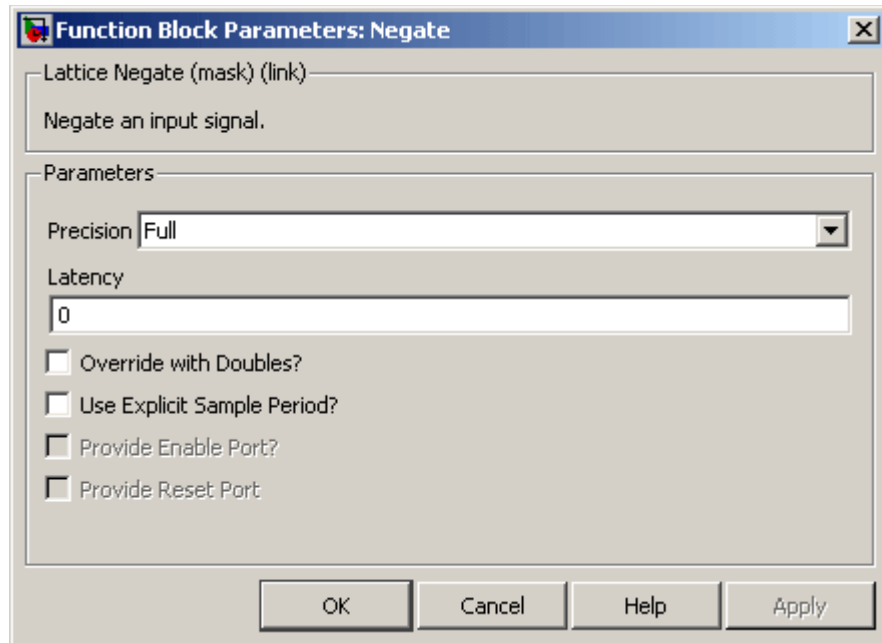 Function Block Parameters: Negate
Lattice Negate (mask) (link)
Negate an input signal.
Parameters
Precision Full
Latency
0
Override with Doubles?
Use Explicit Sample Period?
Provide Enable Port?
Provide Reset Port
OK Cancel Help Apply